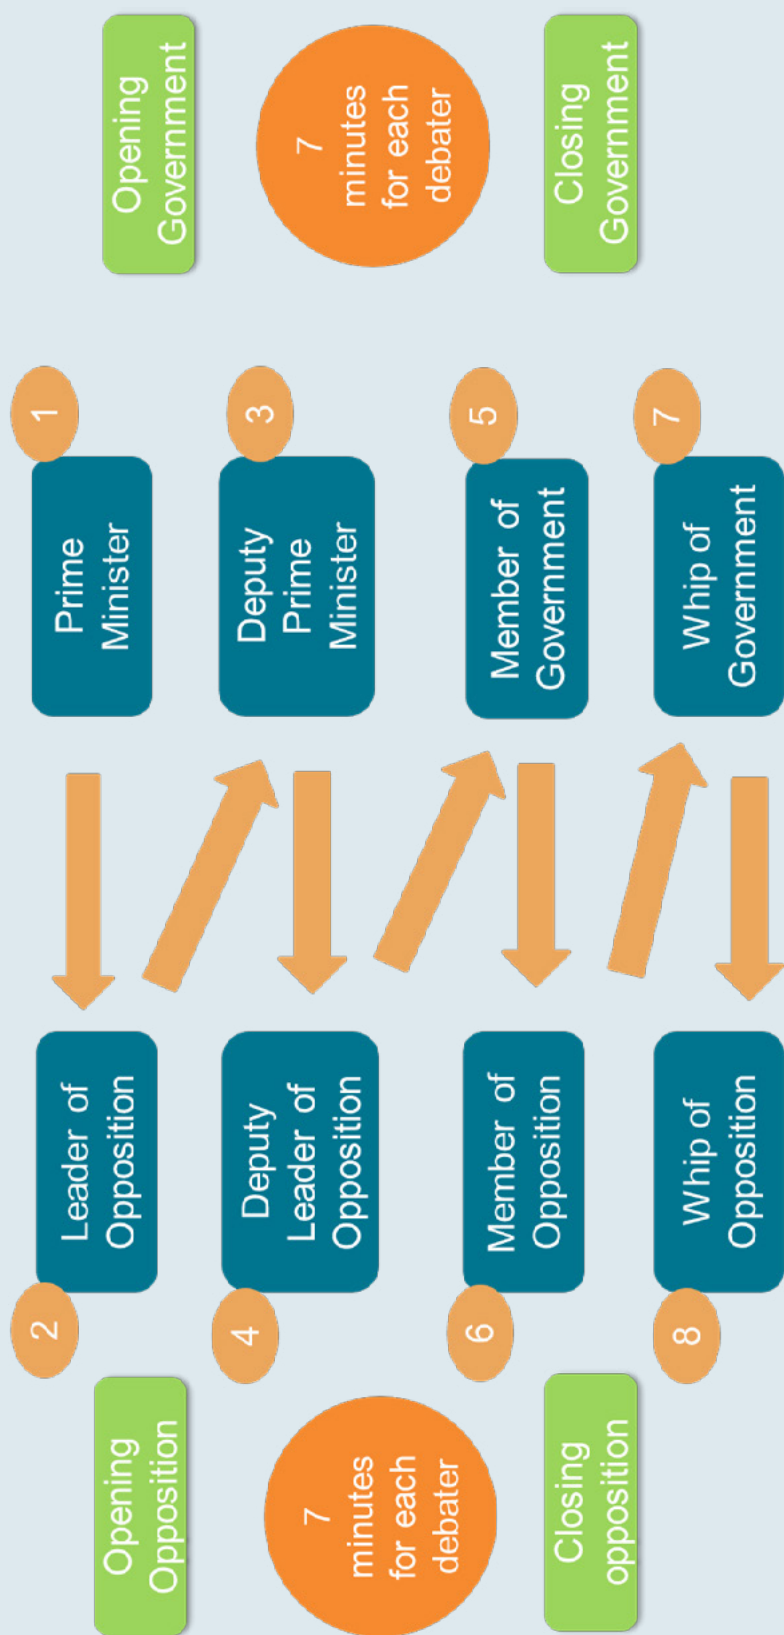 Opening
Opposition
2
Leader of
Opposition
Prime
Minister
1
Opening
Government
7
minutes
for each
debater
4
Deputy
Leader of
Opposition
Deputy
Prime
Minister
3
7
minutes
for each
debater
Closing
opposition
6
Member of
Opposition
Member of
Government
5
Closing
Government
8
Whip of
Opposition
Whip of
Government
7